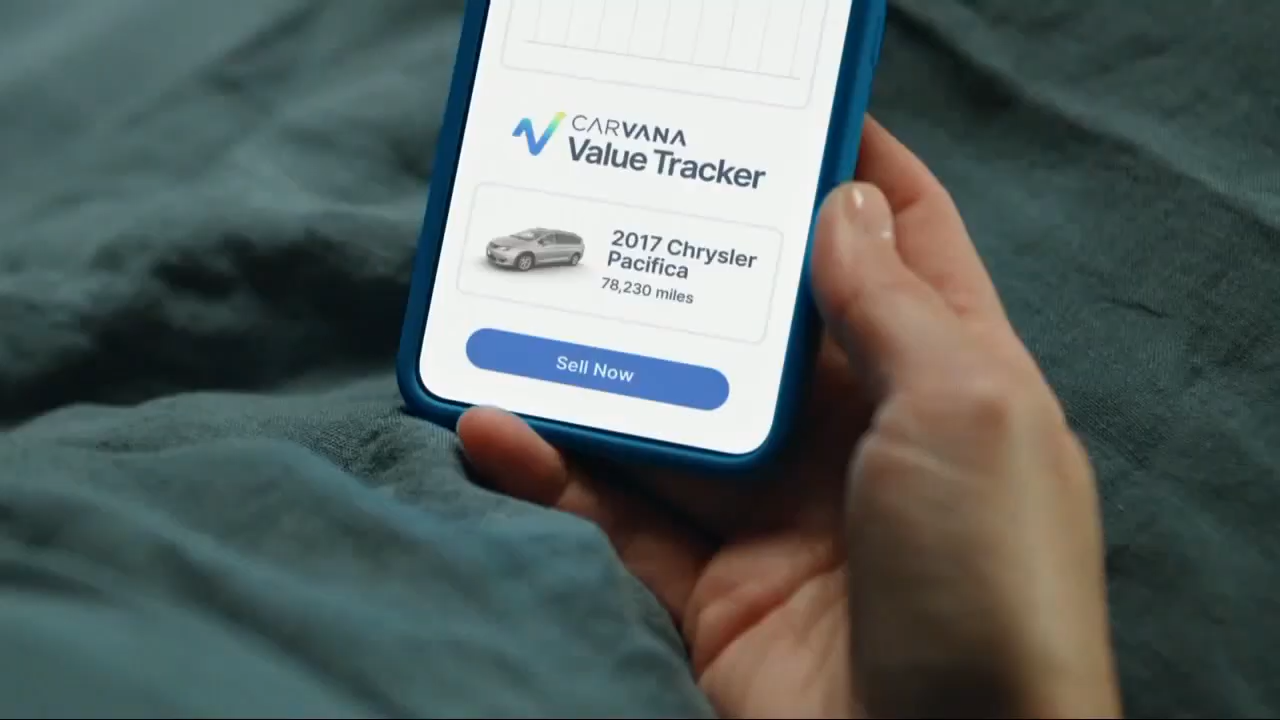 CARVANA
Value Tracker
2017 Chrysler
Pacifica
78,230 miles
Sell Now